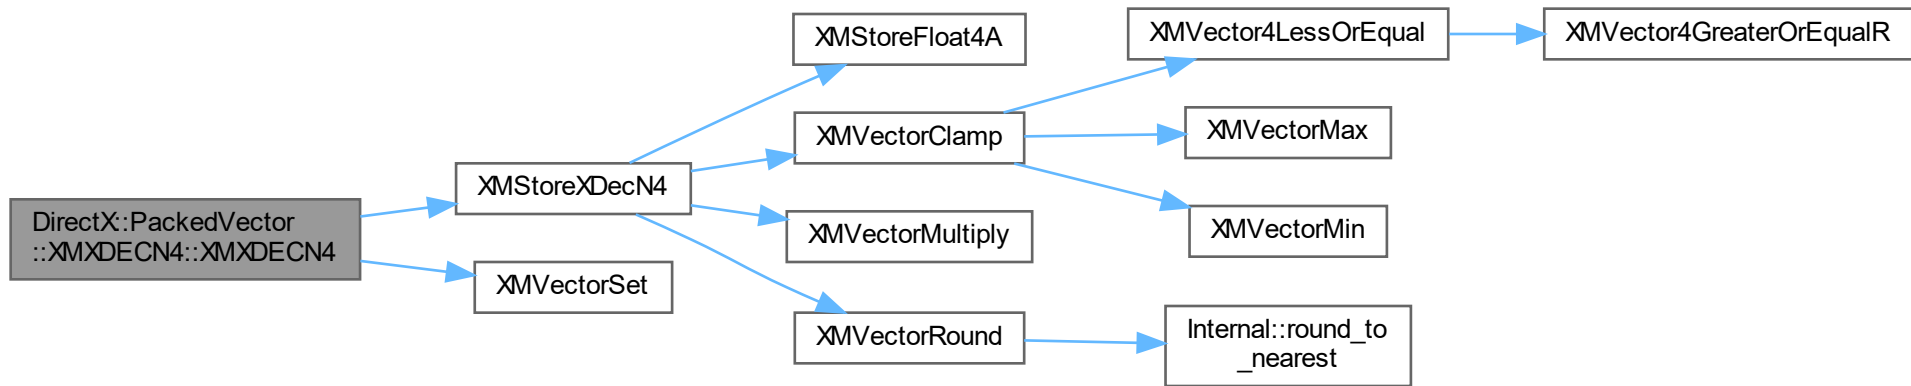 DirectX::PackedVector
::XMXDECN4::XMXDECN4
XMStoreXDecN4
XMVectorSet
XMStoreFloat4A
XMVectorClamp
XMVectorMultiply
XMVectorRound
XMVector4LessOrEqual
XMVectorMax
XMVectorMin
Internal::round_to
_nearest
XMVector4GreaterOrEqualR